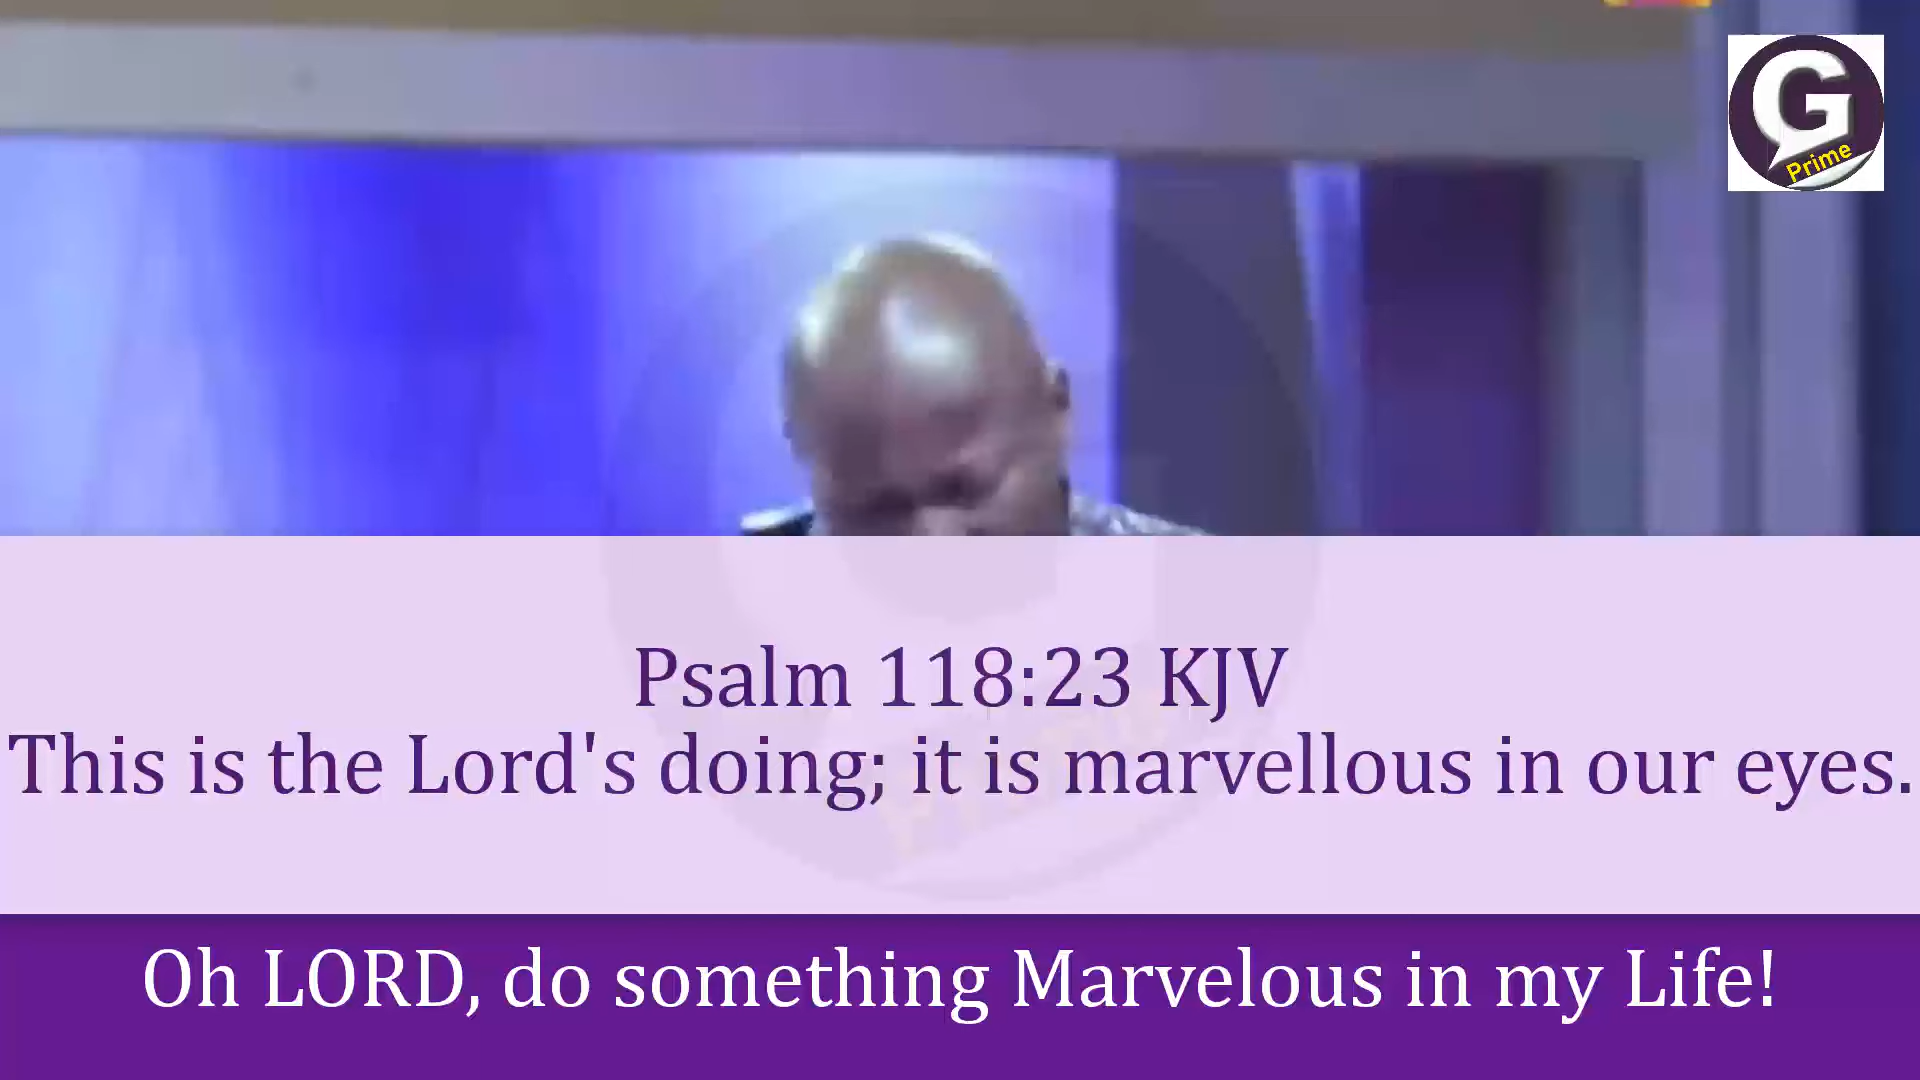 G
Prime
Psalm 118:23 KJV
This is the Lord's doing; it is marvellous in our eyes.
Oh LORD, do something Marvelous in my Life!